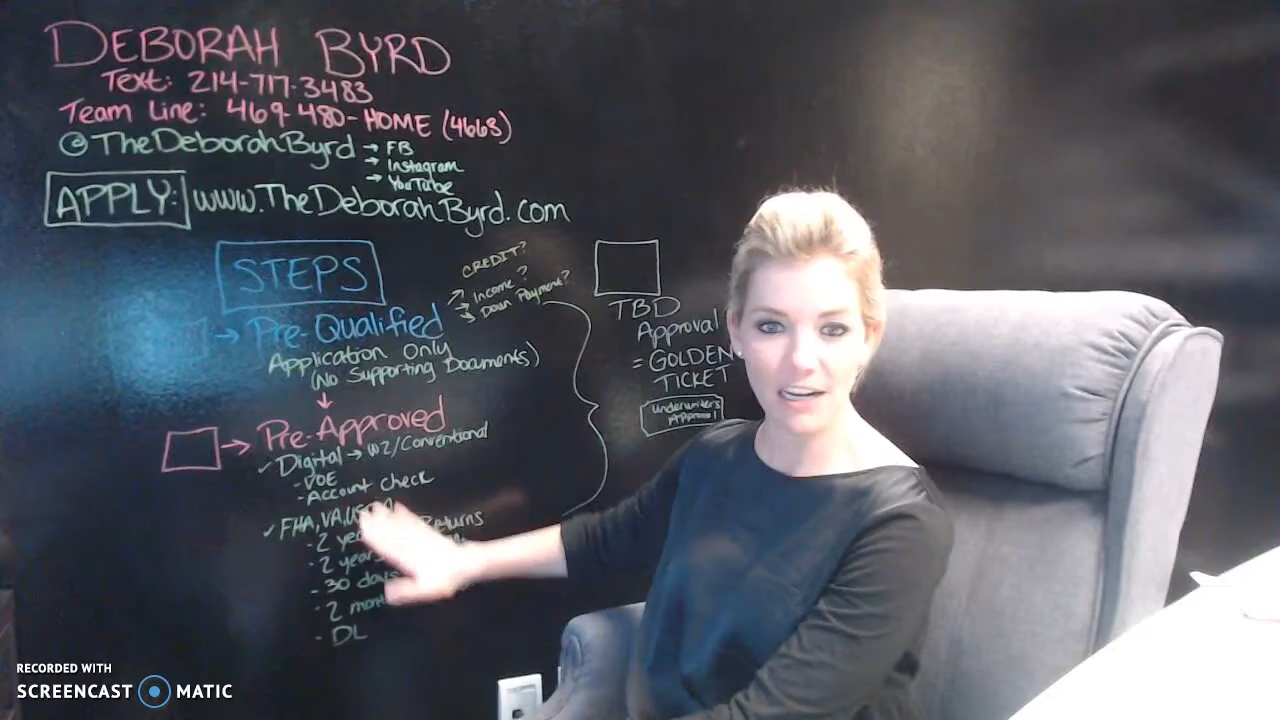 DEBORAH BYRD
Text: 214-717-3483
Team Line: 469-480-HOME (4663)
@TheDeborahByrd → FB
→ Instagram
→ YouTube
APPLY: www.TheDeborahByrd.com
STEPS
CREDIT?
→ Income?
→ Down Payment?
→ Pre-Qualified
Application Only
(No Supporting Documents)
→ Pre-Approved
✓ Digital → W2/Conventional
- VOE
- Account check
✓ FHA, VA,
- 2 Returns
- 2
- 30 days
- 2
- DL
TBD
Approval
= GOLDEN
TICKET
Underwriters
Approval
RECORDED WITH
SCREENCAST MATIC